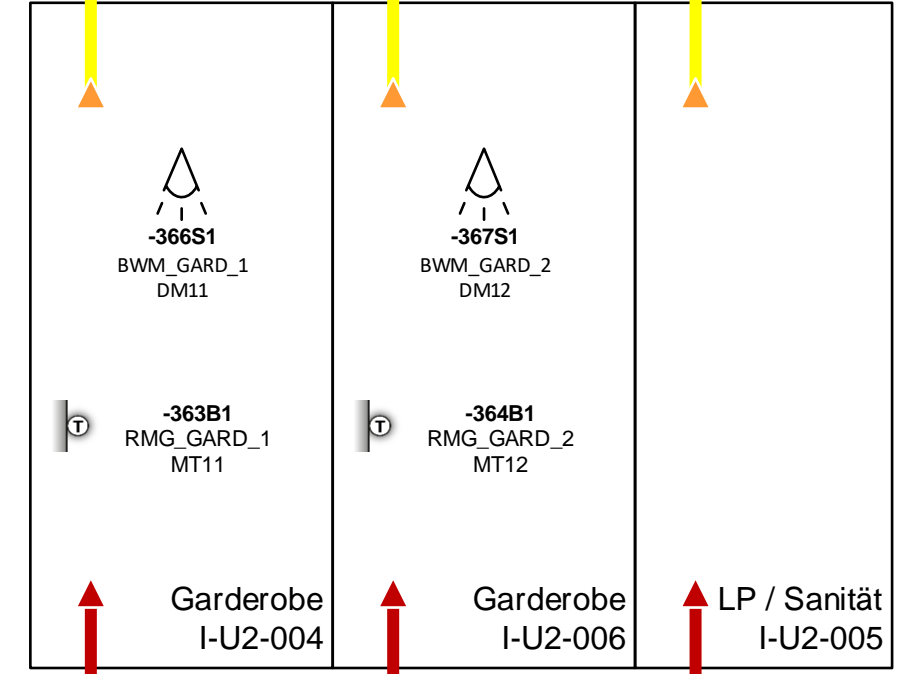 -366S1
BWM_GARD_1
DM11
T
-363B1
RMG_GARD_1
MT11
Garderobe
I-U2-004
-367S1
BWM_GARD_2
DM12
T
-364B1
RMG_GARD_2
MT12
Garderobe
I-U2-006
LP / Sanität
I-U2-005